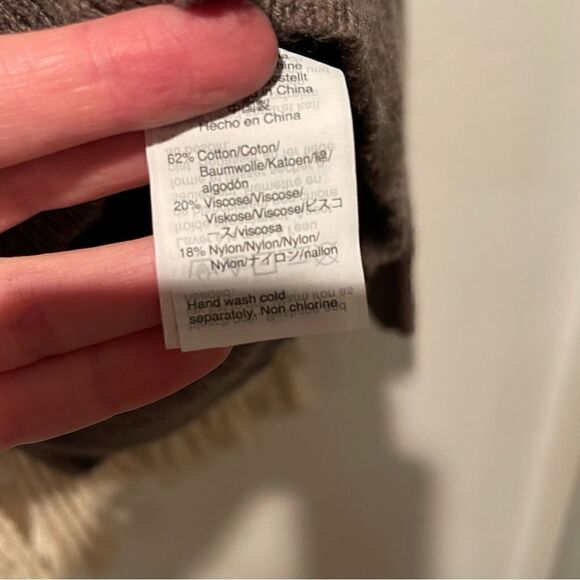 China
中国製
Hecho en China
62% Cotton/Coton/
Baumwolle/Katoen/綿/
algodón
20% Viscose/Viscose/
Viskose/Viscose/ビスコ
ース/viscosa
18% Nylon/Nylon/Nylon/
Nylon/ナイロン/nailon
Hand wash cold
separately. Non chlorine